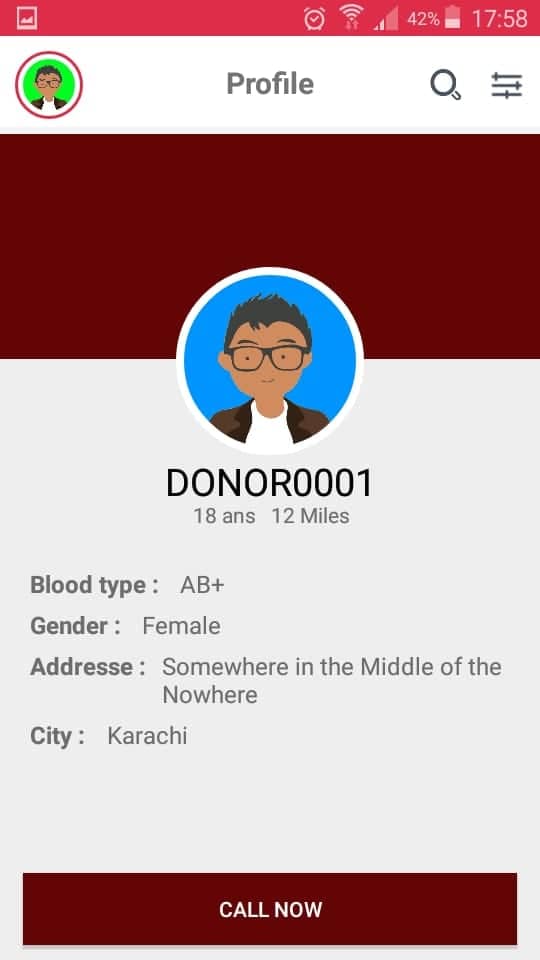 42% 17:58
Profile
DONOR0001
18 ans 12 Miles
Blood type : AB+
Gender : Female
Addresse : Somewhere in the Middle of the
Nowhere
City : Karachi
CALL NOW